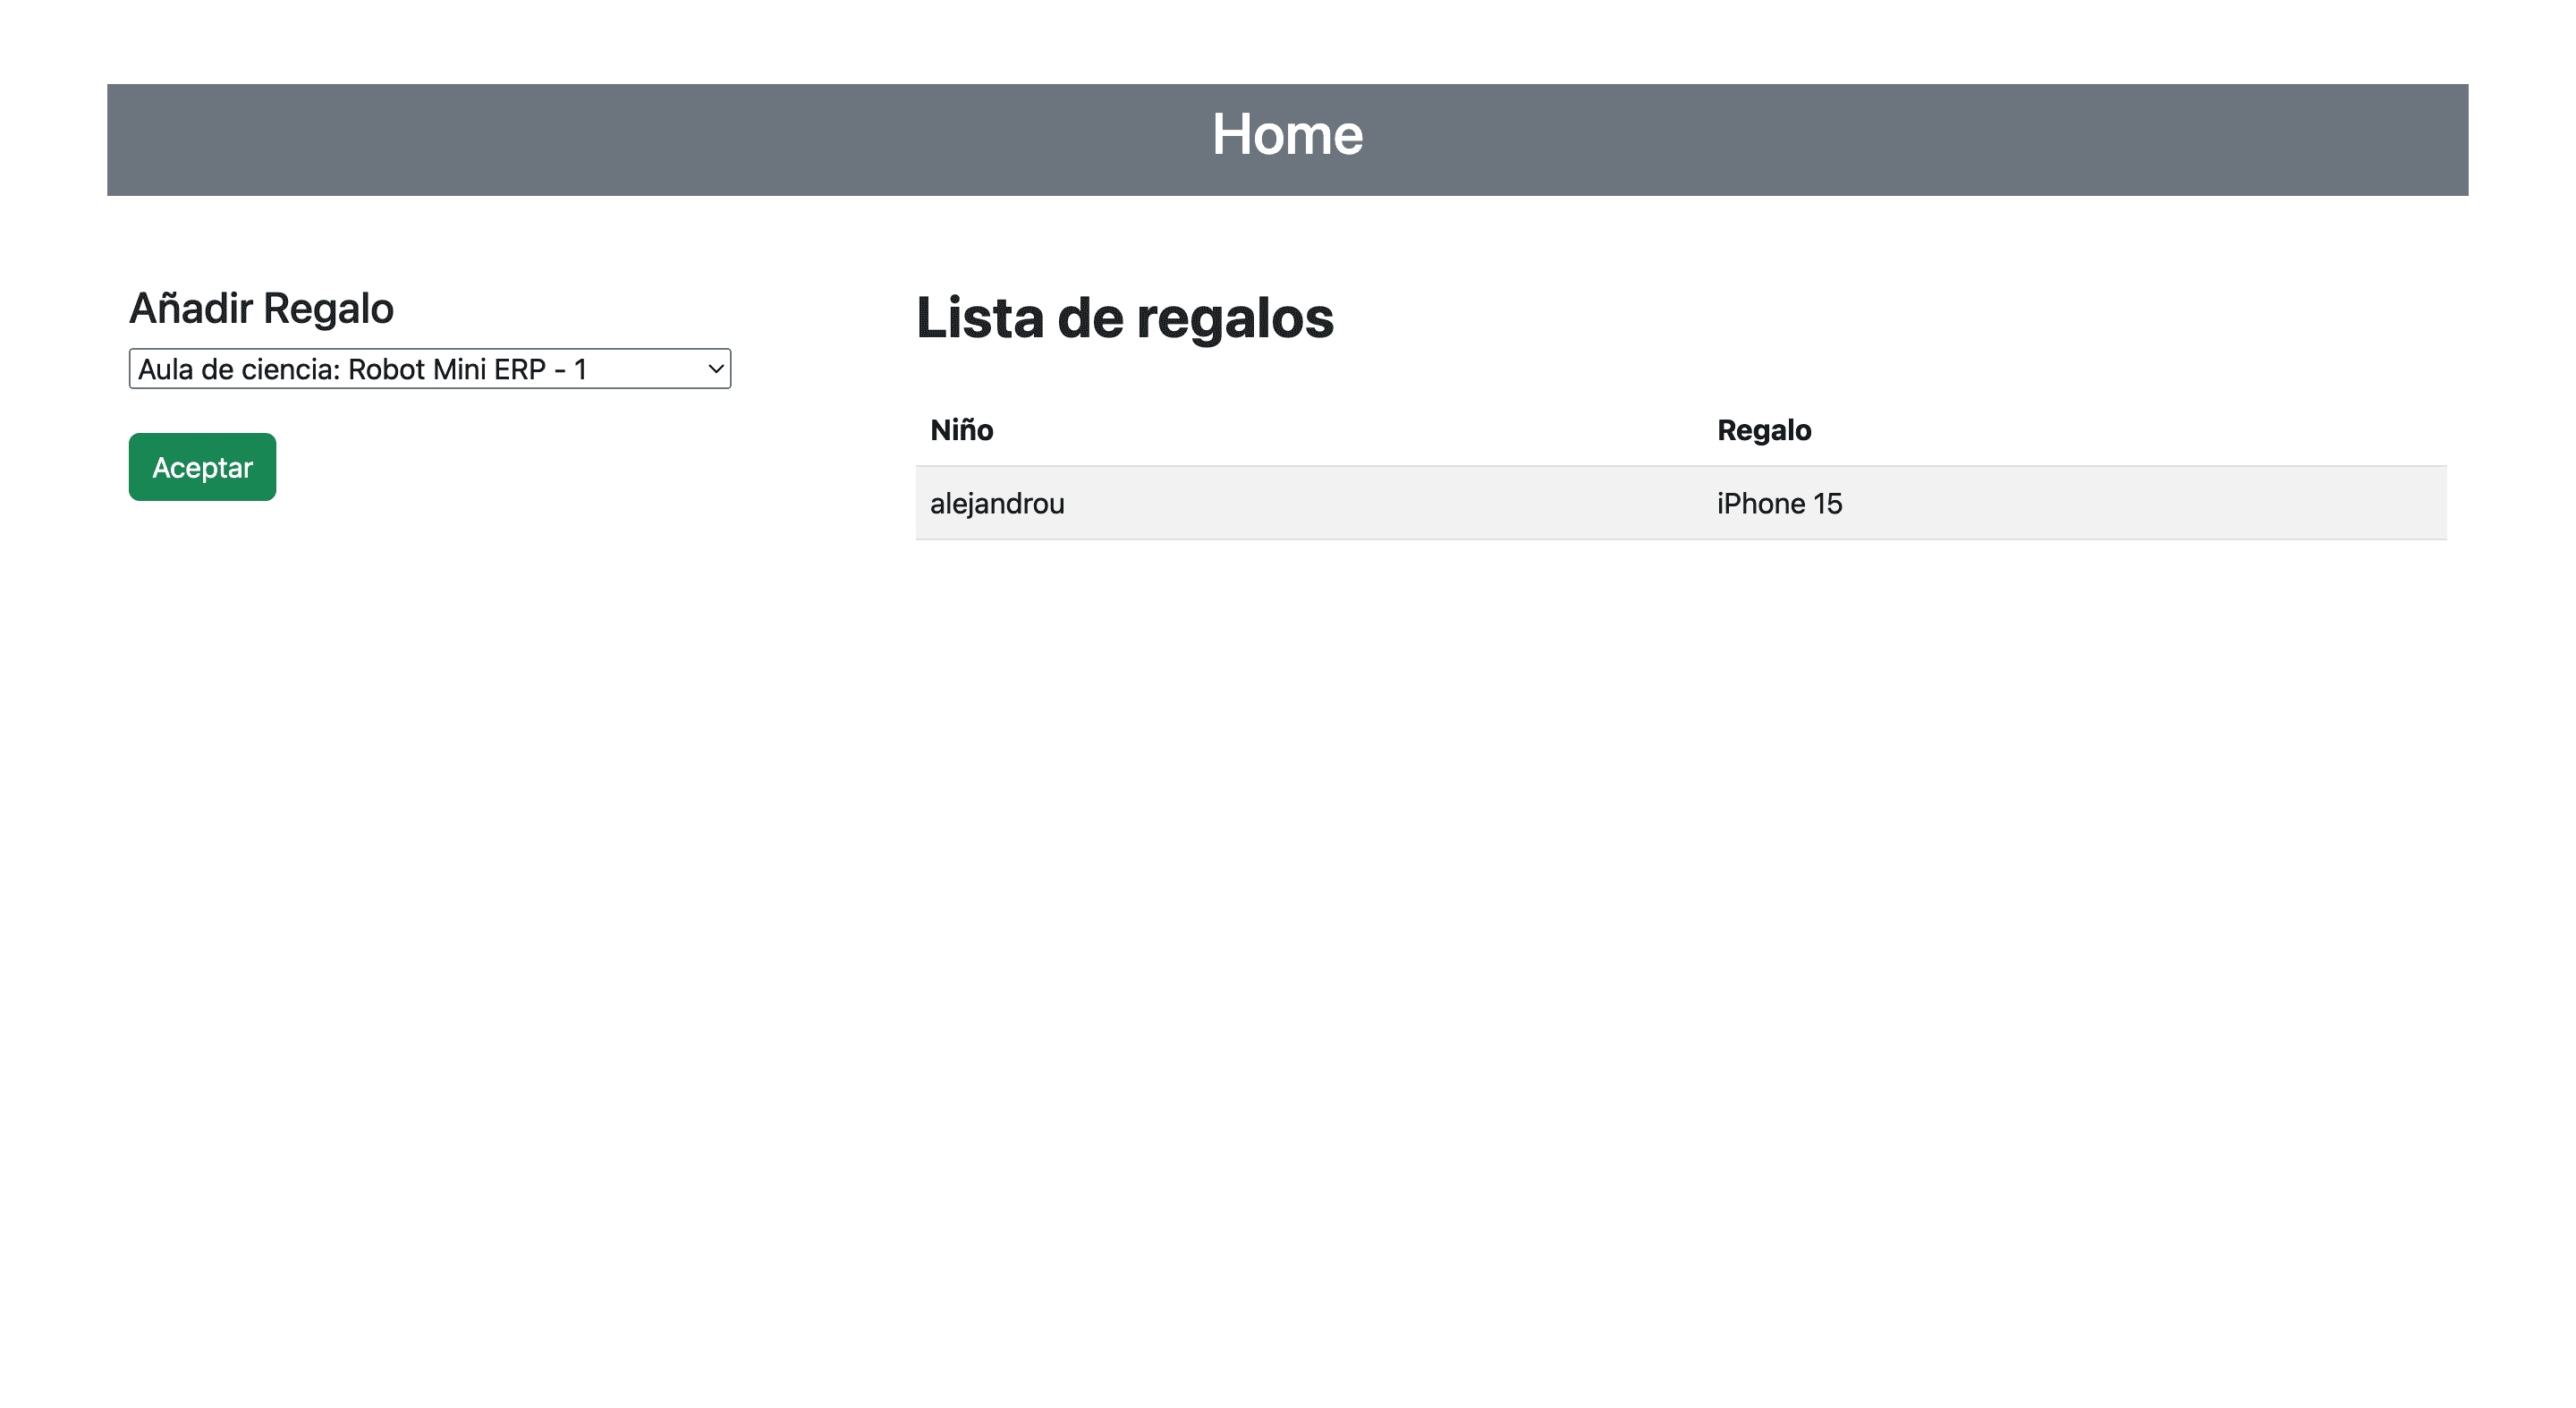 Home
Añadir Regalo
Aula de ciencia: Robot Mini ERP - 1
Aceptar
Lista de regalos
Niño Regalo
alejandrou iPhone 15